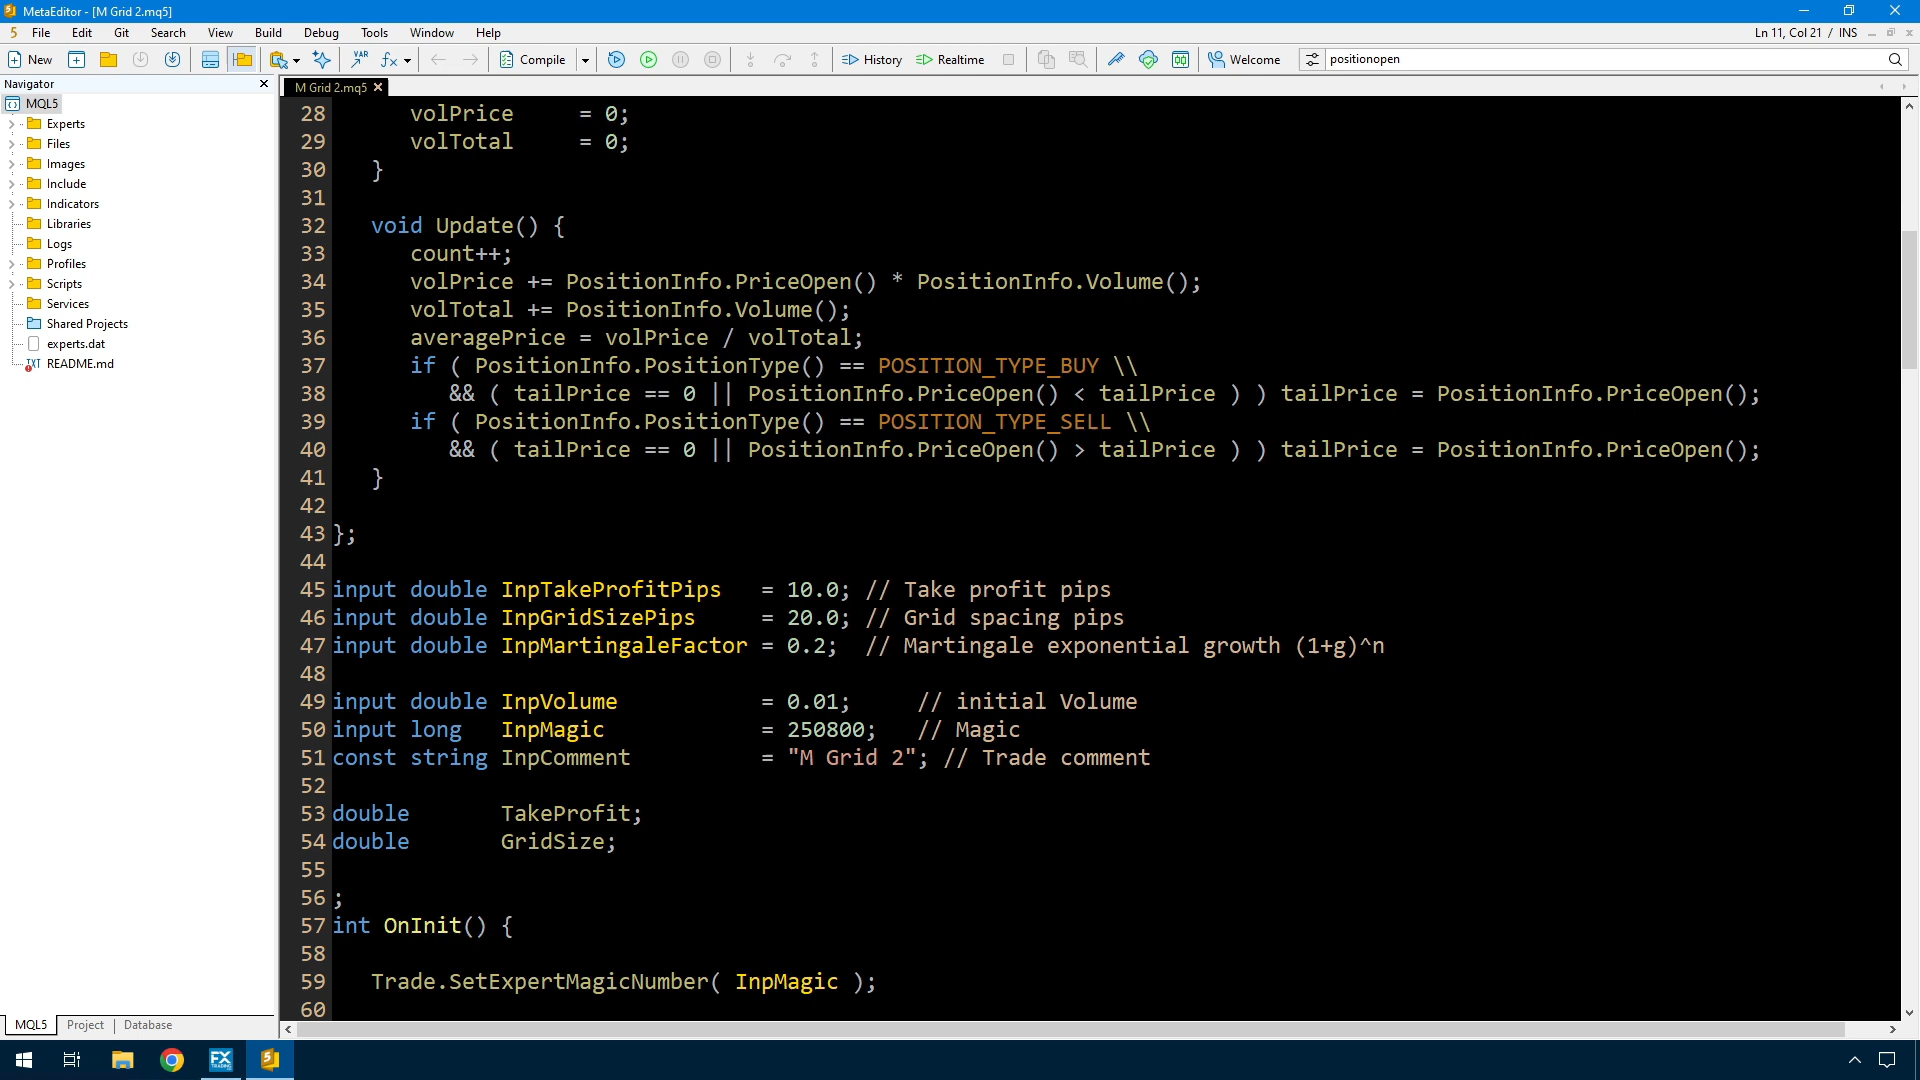 MetaEditor - [M Grid 2.mq5]
5 File Edit Git Search View Build Debug Tools Window Help
Ln 11, Col 21 / INS
New VAR fx Compile History Realtime Welcome positionopen
Navigator
M Grid 2.mq5
MQL5
Experts
Files
Images
Include
Indicators
Libraries
Logs
Profiles
Scripts
Services
Shared Projects
experts.dat
TXT README.md
28 volPrice = 0;
29 volTotal = 0;
30 }
31
32 void Update() {
33 count++;
34 volPrice += PositionInfo.PriceOpen() * PositionInfo.Volume();
35 volTotal += PositionInfo.Volume();
36 averagePrice = volPrice / volTotal;
37 if ( PositionInfo.PositionType() == POSITION_TYPE_BUY \\
38 && ( tailPrice == 0 || PositionInfo.PriceOpen() < tailPrice ) ) tailPrice = PositionInfo.PriceOpen();
39 if ( PositionInfo.PositionType() == POSITION_TYPE_SELL \\
40 && ( tailPrice == 0 || PositionInfo.PriceOpen() > tailPrice ) ) tailPrice = PositionInfo.PriceOpen();
41 }
42
43 };
44
45 input double InpTakeProfitPips = 10.0; // Take profit pips
46 input double InpGridSizePips = 20.0; // Grid spacing pips
47 input double InpMartingaleFactor = 0.2; // Martingale exponential growth (1+g)^n
48
49 input double InpVolume = 0.01; // initial Volume
50 input long InpMagic = 250800; // Magic
51 const string InpComment = "M Grid 2"; // Trade comment
52
53 double TakeProfit;
54 double GridSize;
55
56 ;
57 int OnInit() {
58
59 Trade.SetExpertMagicNumber( InpMagic );
60
MQL5 Project Database
FX TRADING 5